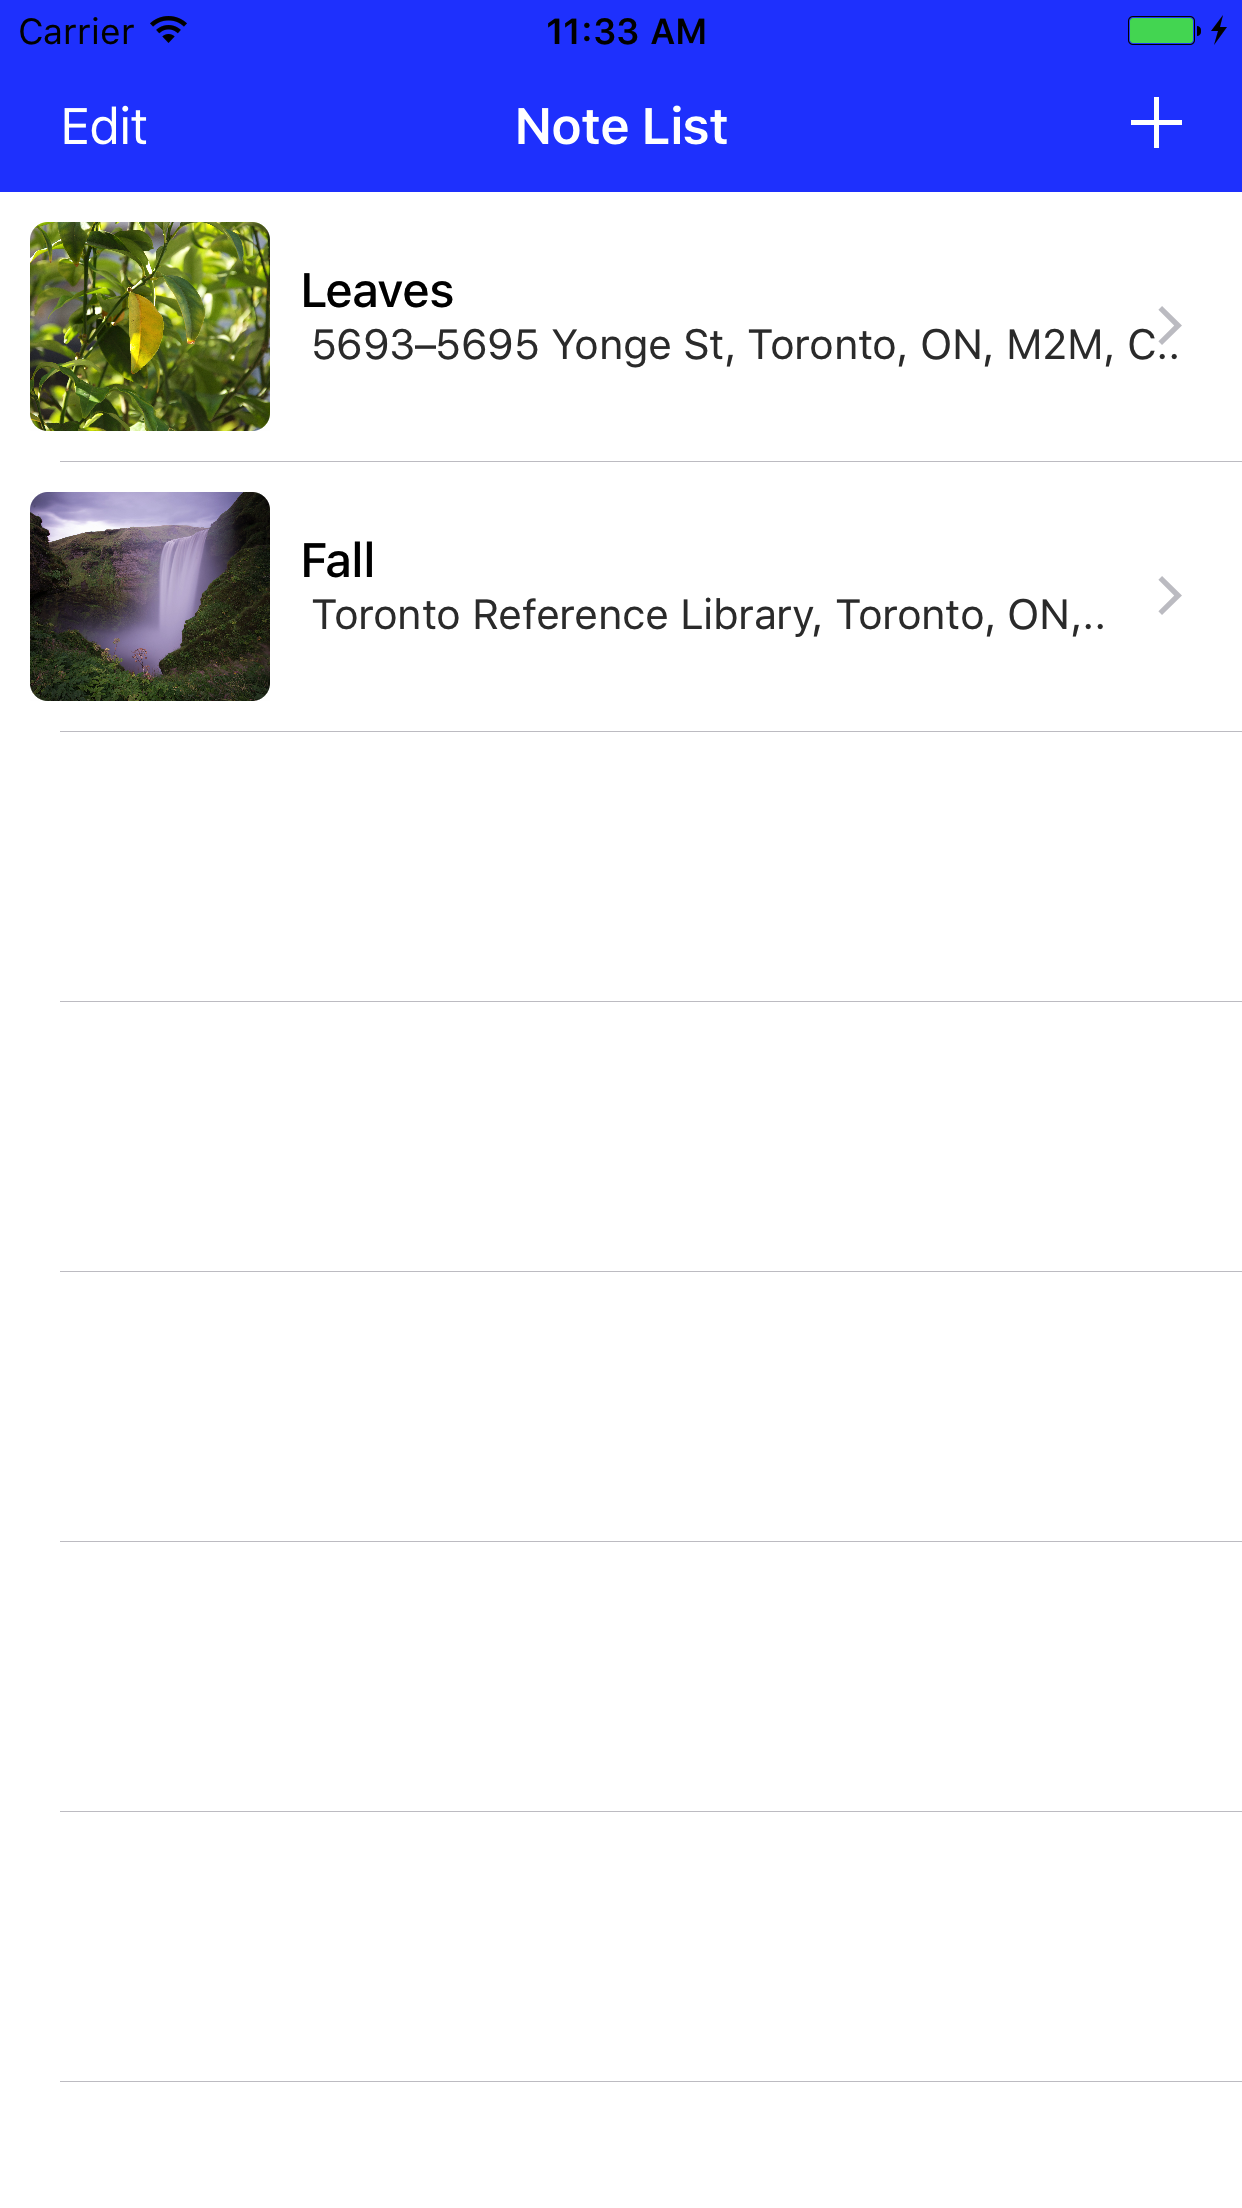 Carrier 11:33 AM
Edit Note List
Leaves
5693–5695 Yonge St, Toronto, ON, M2M, C..
Fall
Toronto Reference Library, Toronto, ON,..